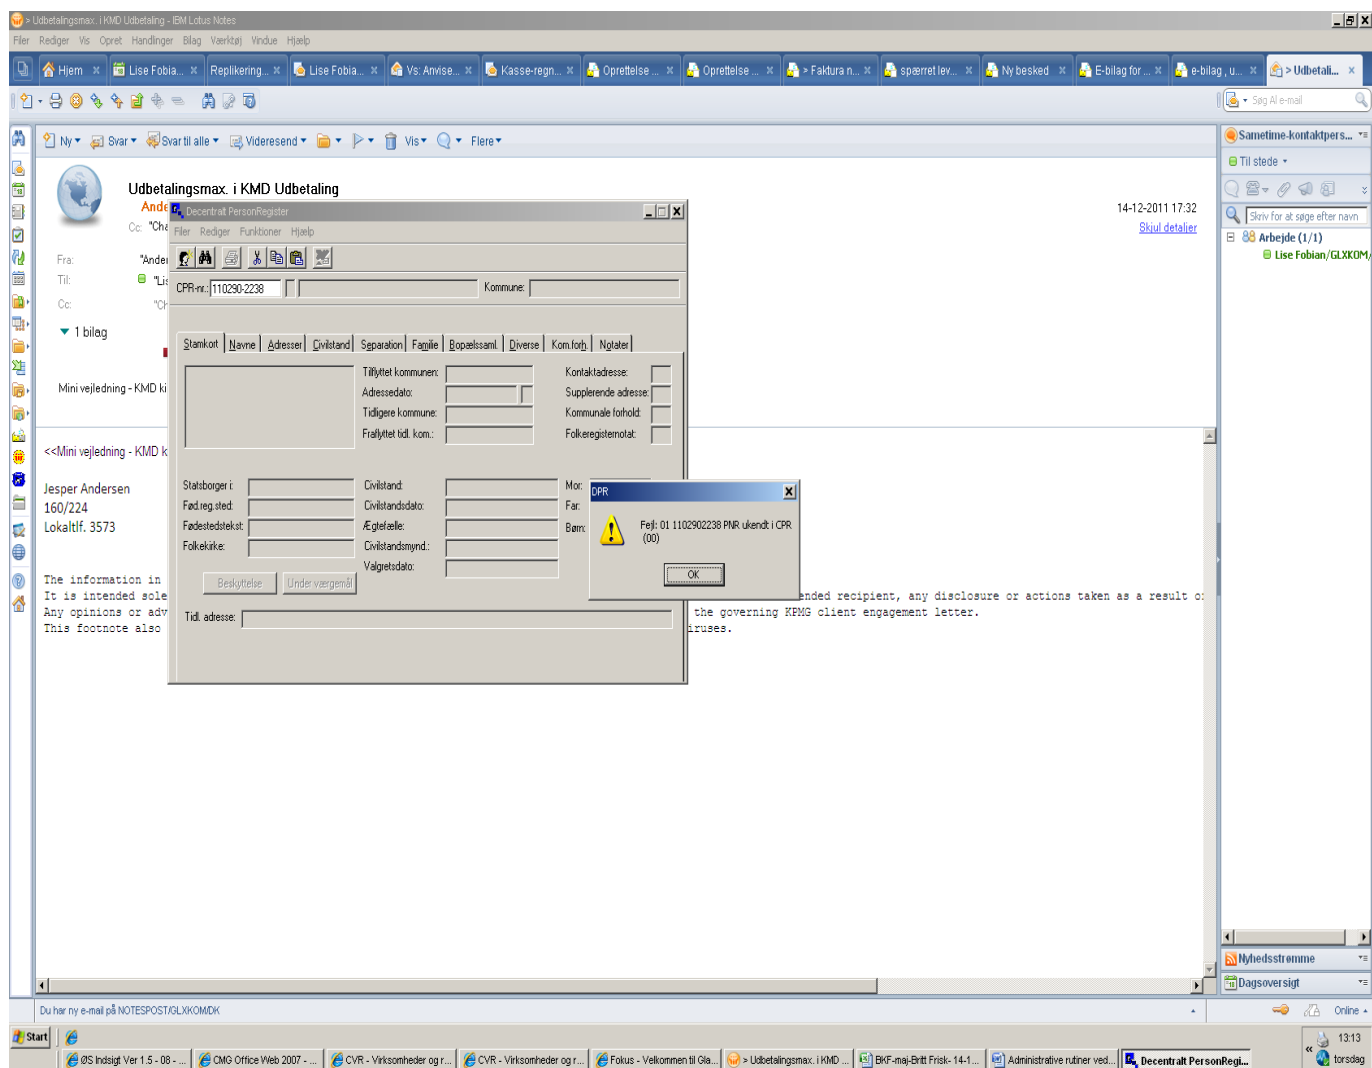 > Udbetalingsmax. i KMD Udbetaling - IBM Lotus Notes
Filer Rediger Vis Opret Handlinger Bilag Værktøj Vindue Hjælp
Hjem Lise Fobia... Replikering... Lise Fobia... Vs: Anvise... Kasse-regn... Oprettelse ... Oprettelse ... > Faktura n... spærret lev... Ny besked E-bilag for ... e-bilag , u... > Udbetali...
Søg Al e-mail
Ny Svar Svar til alle Videresend Vis Flere
Sametime-kontaktpers...
Til stede
Skriv for at søge efter navn
Arbejde (1/1)
Lise Fobian/GLXKOM/
Udbetalingsmax. i KMD Udbetaling
Ande
14-12-2011 17:32
Cc: "Cha
Skjul detaljer
Fra: "Ander
Til: "Lis
Cc: "Ch
1 bilag
Mini vejledning - KMD ki
Decentralt PersonRegister
Filer Rediger Funktioner Hjælp
CPR-nr.: 110290-2238 Kommune:
Stamkort Navne Adresser Civilstand Separation Familie Bopælssaml. Diverse Kom.forh. Notater
Tilflyttet kommunen: Kontaktadresse:
Adressedato: Supplerende adresse:
Tidligere kommune: Kommunale forhold:
Fraflyttet tidl. kom.: Folkeregisternotat:
Statsborger i: Civilstand: Mor:
Fød.reg.sted: Civilstandsdato: Far:
Fødestedstekst: Ægtefælle: Børn:
Folkekirke: Civilstandsmynd.:
Valgretsdato:
Beskyttelse Under værgemål
Tidl. adresse:
DPR
Fejl: 01 1102902238 PNR ukendt i CPR
(00)
OK
<<Mini vejledning - KMD k
Jesper Andersen
160/224
Lokaltlf. 3573
The information in
It is intended sole ended recipient, any disclosure or actions taken as a result o
Any opinions or adv the governing KPMG client engagement letter.
This footnote also iruses.
Nyhedsstrømme
Dagsoversigt
Du har ny e-mail på NOTESPOST/GLXKOM/DK
Online
Start
13:13
ØS Indsigt Ver 1.5 - 08 - ... CMG Office Web 2007 - ... CVR - Virksomheder og r... CVR - Virksomheder og r... Fokus - Velkommen til Gla... > Udbetalingsmax. i KMD ... BKF-maj-Britt Frisk- 14-1... Administrative rutiner ved... Decentralt PersonRegi...
torsdag